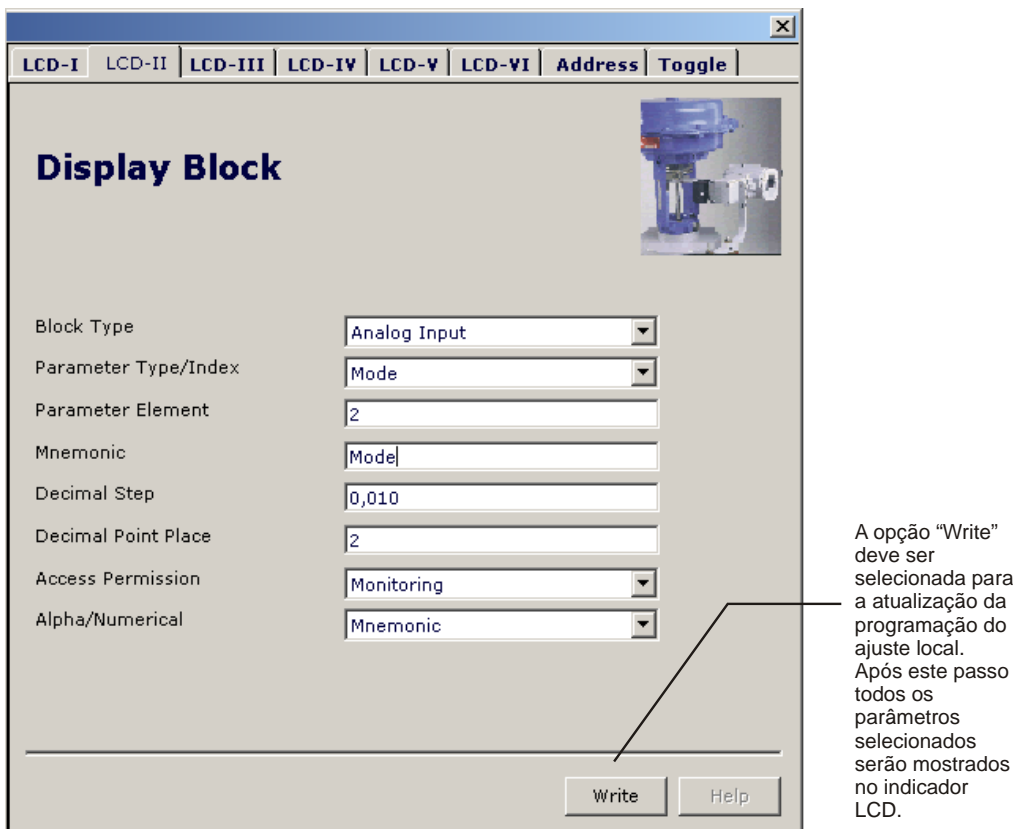 LCD-I LCD-II LCD-III LCD-IV LCD-V LCD-VI Address Toggle
Display Block
Block Type Analog Input
Parameter Type/Index Mode
Parameter Element 2
Mnemonic Mode
Decimal Step 0,010
Decimal Point Place 2
Access Permission Monitoring
Alpha/Numerical Mnemonic
Write Help
A opção “Write”
deve ser
selecionada para
a atualização da
programação do
ajuste local.
Após este passo
todos os
parâmetros
selecionados
serão mostrados
no indicador
LCD.